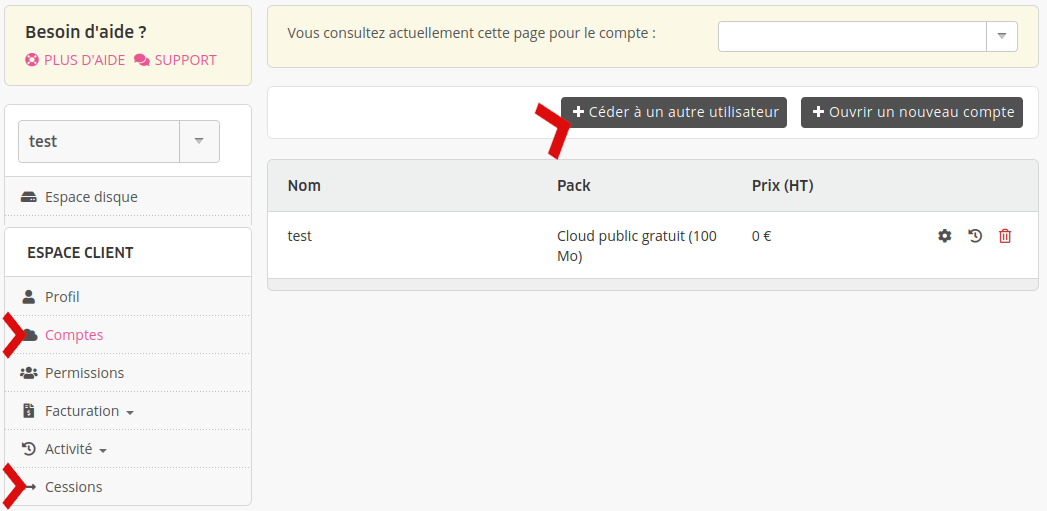 Besoin d'aide ?
PLUS D'AIDE SUPPORT
test
Espace disque
ESPACE CLIENT
Profil
Comptes
Permissions
Facturation
Activité
Cessions
Vous consultez actuellement cette page pour le compte :
Céder à un autre utilisateur Ouvrir un nouveau compte
Nom Pack Prix (HT)
test Cloud public gratuit (100 0 €
Mo)